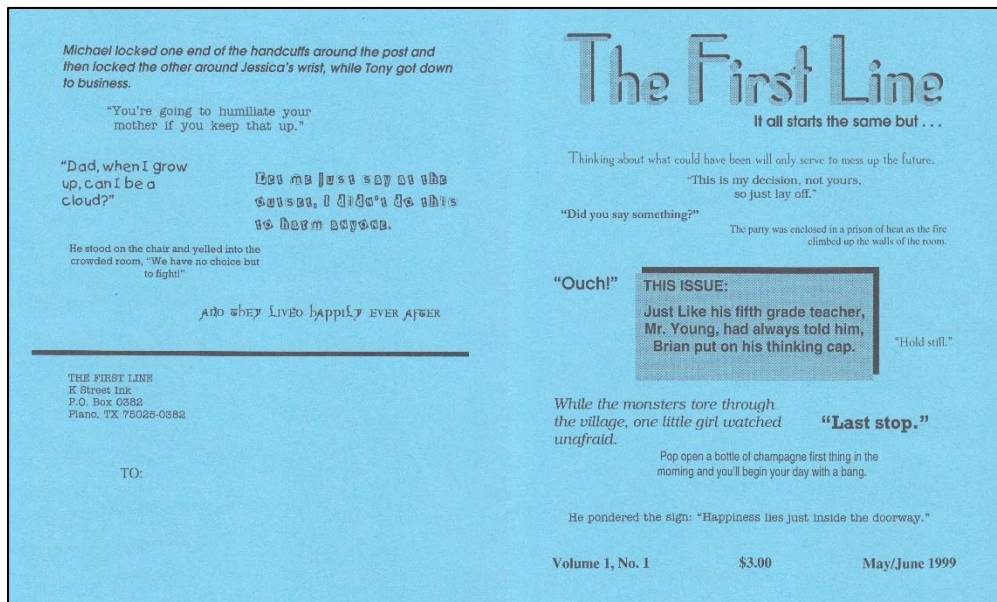 Michael locked one end of the handcuffs around the post and
then locked the other around Jessica's wrist, while Tony got down
to business.
"You're going to humiliate your
mother if you keep that up."
"Dad, when I grow
up, can I be a
cloud?"
Let me just say at the
outset, I didn't do this
to harm anyone.
He stood on the chair and yelled into the
crowded room, "We have no choice but
to fight!"
AND THEY LIVED HAPPILY EVER AFTER
THE FIRST LINE
K Street Ink
P.O. Box 0382
Plano, TX 75025-0382
TO:
The First Line
It all starts the same but . . .
Thinking about what could have been will only serve to mess up the future.
"This is my decision, not yours,
so just lay off."
"Did you say something?"
The party was enclosed in a prison of heat as the fire
climbed up the walls of the room.
"Ouch!"
THIS ISSUE:
Just Like his fifth grade teacher,
Mr. Young, had always told him,
Brian put on his thinking cap.
"Hold still."
While the monsters tore through
the village, one little girl watched
unafraid.
"Last stop."
Pop open a bottle of champagne first thing in the
morning and you'll begin your day with a bang.
He pondered the sign: "Happiness lies just inside the doorway."
Volume 1, No. 1 $3.00 May/June 1999